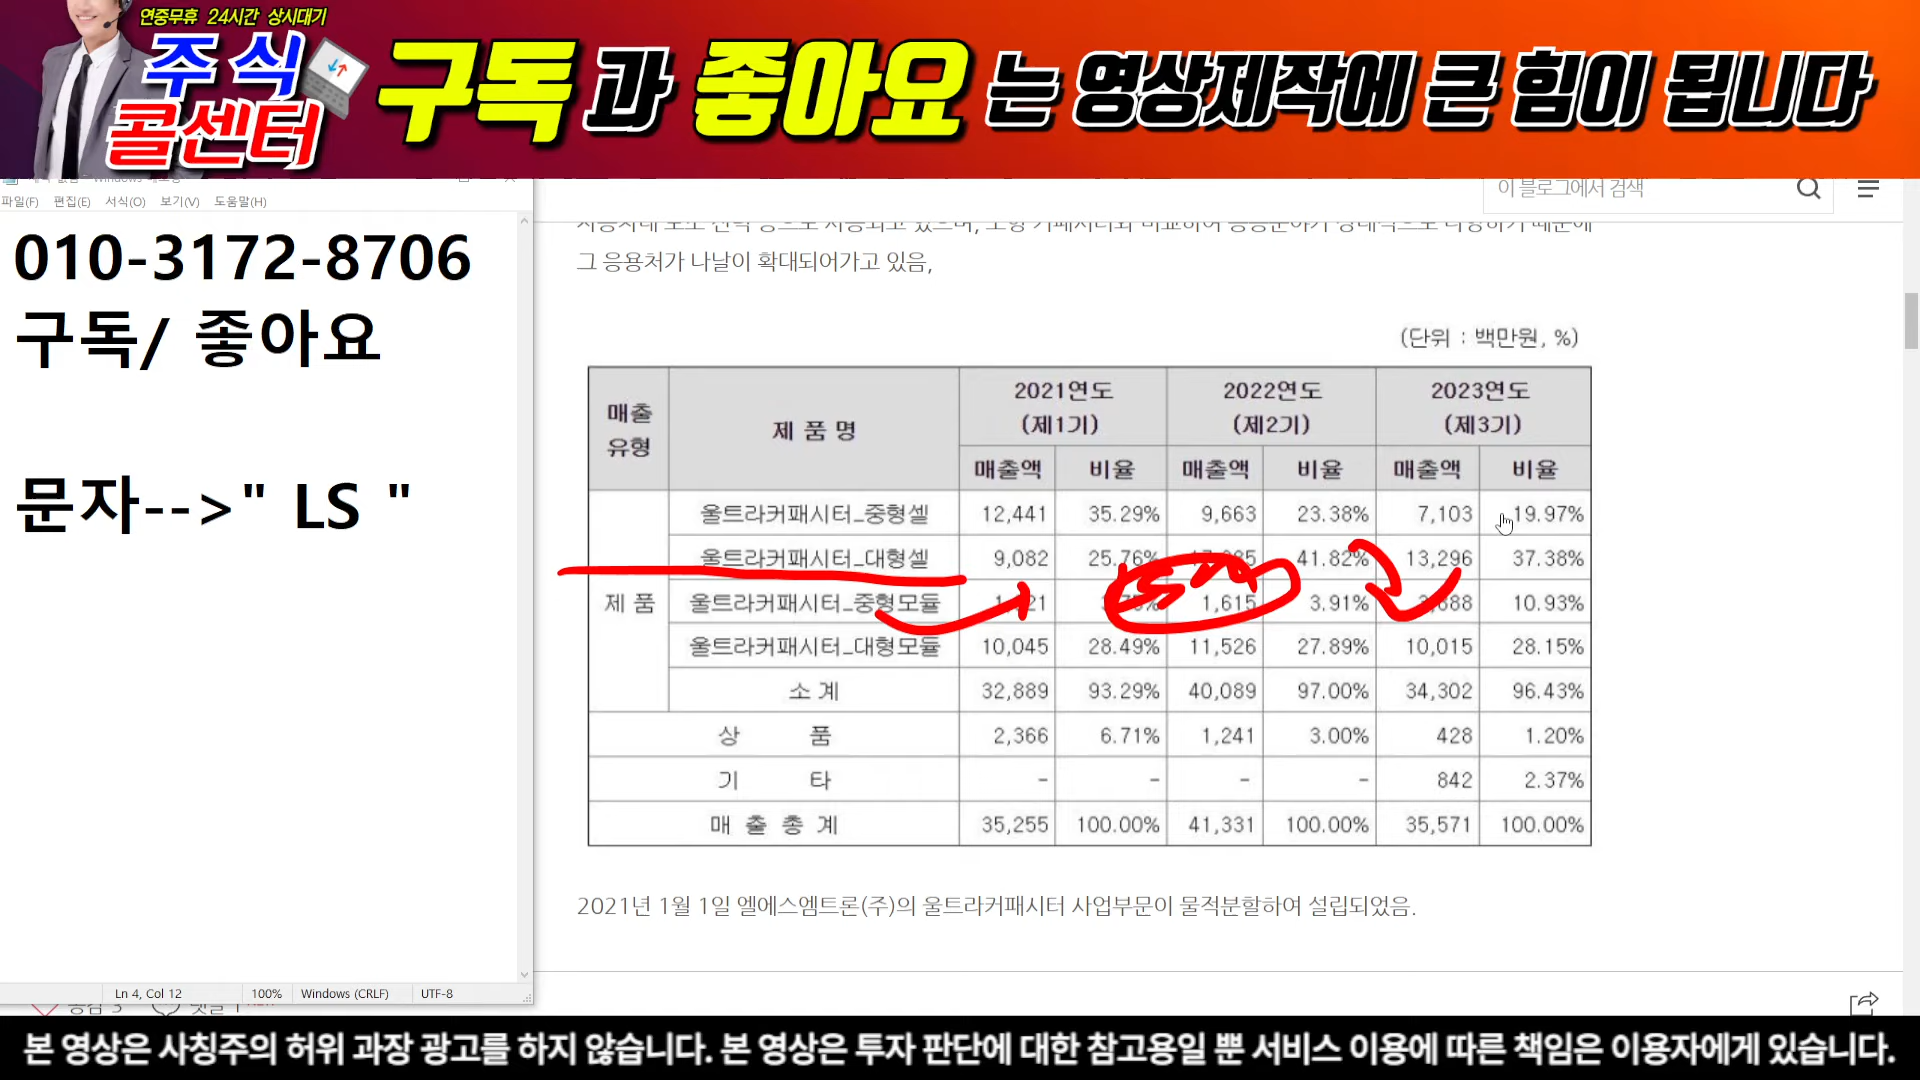 연중무휴 24시간 상시대기
주식
콜센터
구독과 좋아요는 영상제작에 큰 힘이 됩니다
파일(F) 편집(E) 서식(O) 보기(V) 도움말(H)
010-3172-8706
구독/ 좋아요
문자-->" LS "
Ln 4, Col 12 100% Windows (CRLF) UTF-8
이 블로그에서 검색
그 응용처가 나날이 확대되어가고 있음,
(단위 : 백만원, %)
매출 유형 제 품 명 2021연도 (제1기) 2022연도 (제2기) 2023연도 (제3기)
매출액 비율 매출액 비율 매출액 비율
제 품
울트라커패시터_중형셀 12,441 35.29% 9,663 23.38% 7,103 19.97%
울트라커패시터_대형셀 9,082 25.76% 41.82% 13,296 37.38%
울트라커패시터_중형모듈 1,615 3.91% 10.93%
울트라커패시터_대형모듈 10,045 28.49% 11,526 27.89% 10,015 28.15%
소 계 32,889 93.29% 40,089 97.00% 34,302 96.43%
상 품 2,366 6.71% 1,241 3.00% 428 1.20%
기 타 - - - - 842 2.37%
매 출 총 계 35,255 100.00% 41,331 100.00% 35,571 100.00%
2021년 1월 1일 엘에스엠트론(주)의 울트라커패시터 사업부문이 물적분할하여 설립되었음.
본 영상은 사칭주의 허위 과장 광고를 하지 않습니다. 본 영상은 투자 판단에 대한 참고용일 뿐 서비스 이용에 따른 책임은 이용자에게 있습니다.